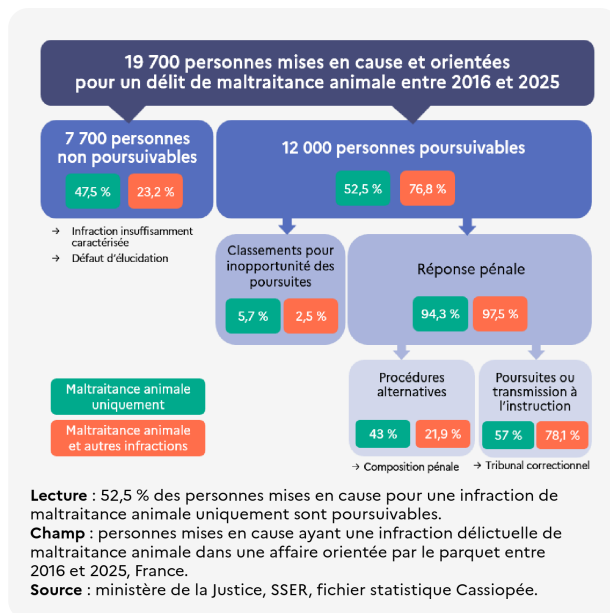 19 700 personnes mises en cause et orientées
pour un délit de maltraitance animale entre 2016 et 2025
7 700 personnes
non poursuivables
47,5 %
23,2 %
12 000 personnes poursuivables
52,5 %
76,8 %
→ Infraction insuffisamment
caractérisée
→ Défaut d'élucidation
Classements pour
inopportunité des
poursuites
5,7 %
2,5 %
Réponse pénale
94,3 %
97,5 %
Procédures
alternatives
43 %
21,9 %
→ Composition pénale
Poursuites ou
transmission à
l'instruction
57 %
78,1 %
→ Tribunal correctionnel
Maltraitance animale
uniquement
Maltraitance animale
et autres infractions
Lecture : 52,5 % des personnes mises en cause pour une infraction de
maltraitance animale uniquement sont poursuivables.
Champ : personnes mises en cause ayant une infraction délictuelle de
maltraitance animale dans une affaire orientée par le parquet entre
2016 et 2025, France.
Source : ministère de la Justice, SSER, fichier statistique Cassiopée.